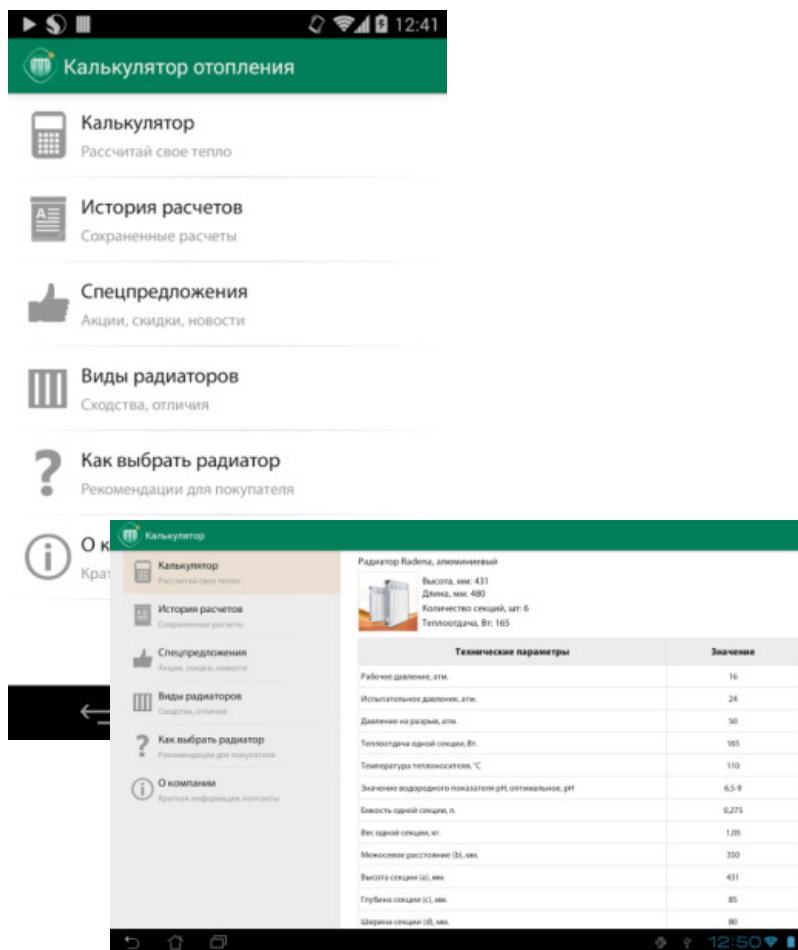 12:41
Калькулятор отопления
Калькулятор
Рассчитай свое тепло
История расчетов
Сохраненные расчеты
Спецпредложения
Акции, скидки, новости
Виды радиаторов
Сходства, отличия
Как выбрать радиатор
Рекомендации для покупателя
О к
Крат
Калькулятор
Калькулятор
Рассчитай свое тепло
История расчетов
Сохраненные расчеты
Спецпредложения
Акции, скидки, новости
Виды радиаторов
Сходства, отличия
Как выбрать радиатор
Рекомендации для покупателя
О компании
Краткая информация, контакты
Радиатор Radena, алюминиевый
Высота, мм: 431
Длина, мм: 480
Количество секций, шт: 6
Теплоотдача, Вт: 165
Технические параметры Значение
Рабочее давление, атм. 16
Испытательное давление, атм. 24
Давление на разрыв, атм. 50
Теплоотдача одной секции, Вт. 165
Температура теплоносителя, °C 110
Значение водородного показателя pH, оптимальное, pH 6,5-9
Емкость одной секции, л. 0,275
Вес одной секции, кг. 1,05
Межосевое расстояние (b), мм. 350
Высота секции (a), мм. 431
Глубина секции (c), мм. 85
Ширина секции (d), мм. 80
12:50